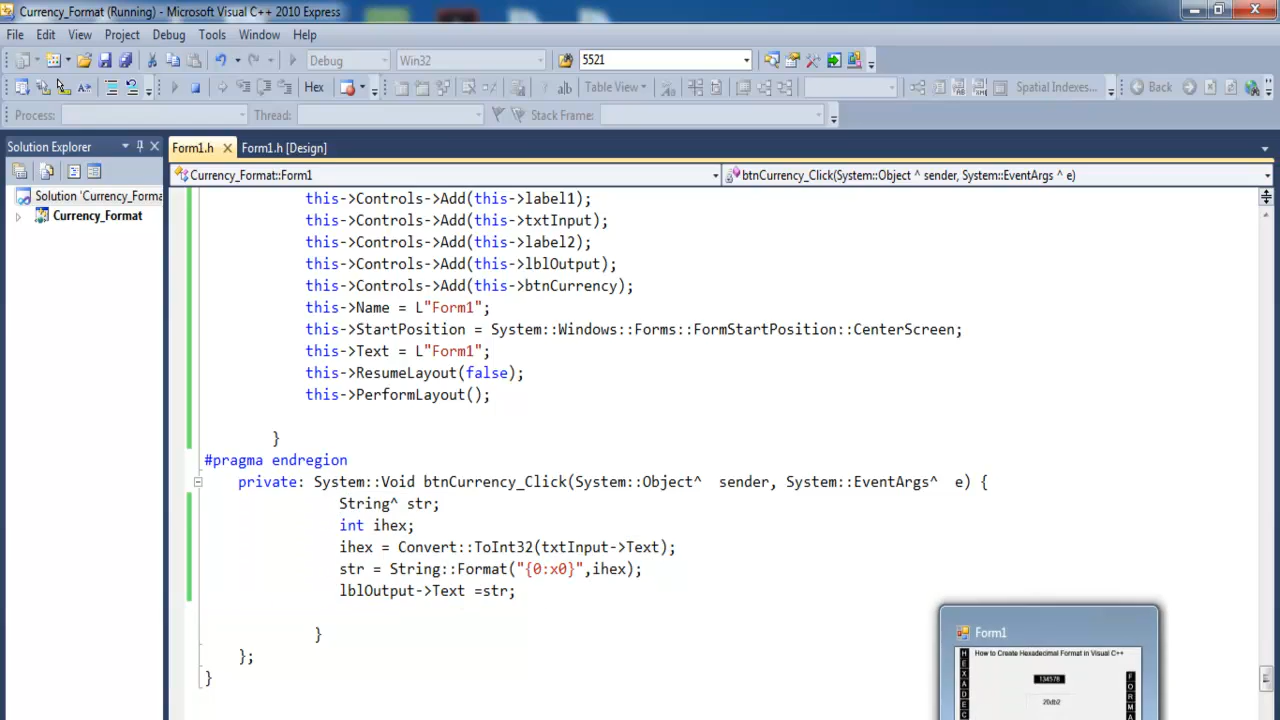 Currency_Format (Running) - Microsoft Visual C++ 2010 Express
File Edit View Project Debug Tools Window Help
Debug Win32 5521
Hex Table View Spatial Indexes... Back
Process: Thread: Stack Frame:
Solution Explorer
Form1.h Form1.h [Design]
Currency_Format::Form1 btnCurrency_Click(System::Object ^ sender, System::EventArgs ^ e)
Solution 'Currency_Forma
Currency_Format
this->Controls->Add(this->label1);
this->Controls->Add(this->txtInput);
this->Controls->Add(this->label2);
this->Controls->Add(this->lblOutput);
this->Controls->Add(this->btnCurrency);
this->Name = L"Form1";
this->StartPosition = System::Windows::Forms::FormStartPosition::CenterScreen;
this->Text = L"Form1";
this->ResumeLayout(false);
this->PerformLayout();
}
#pragma endregion
private: System::Void btnCurrency_Click(System::Object^ sender, System::EventArgs^ e) {
String^ str;
int ihex;
ihex = Convert::ToInt32(txtInput->Text);
str = String::Format("{0:x0}",ihex);
lblOutput->Text =str;
}
};
}
Form1
How to Create Hexadecimal Format in Visual C++
134578
20db2
HEXADEC
FORMA